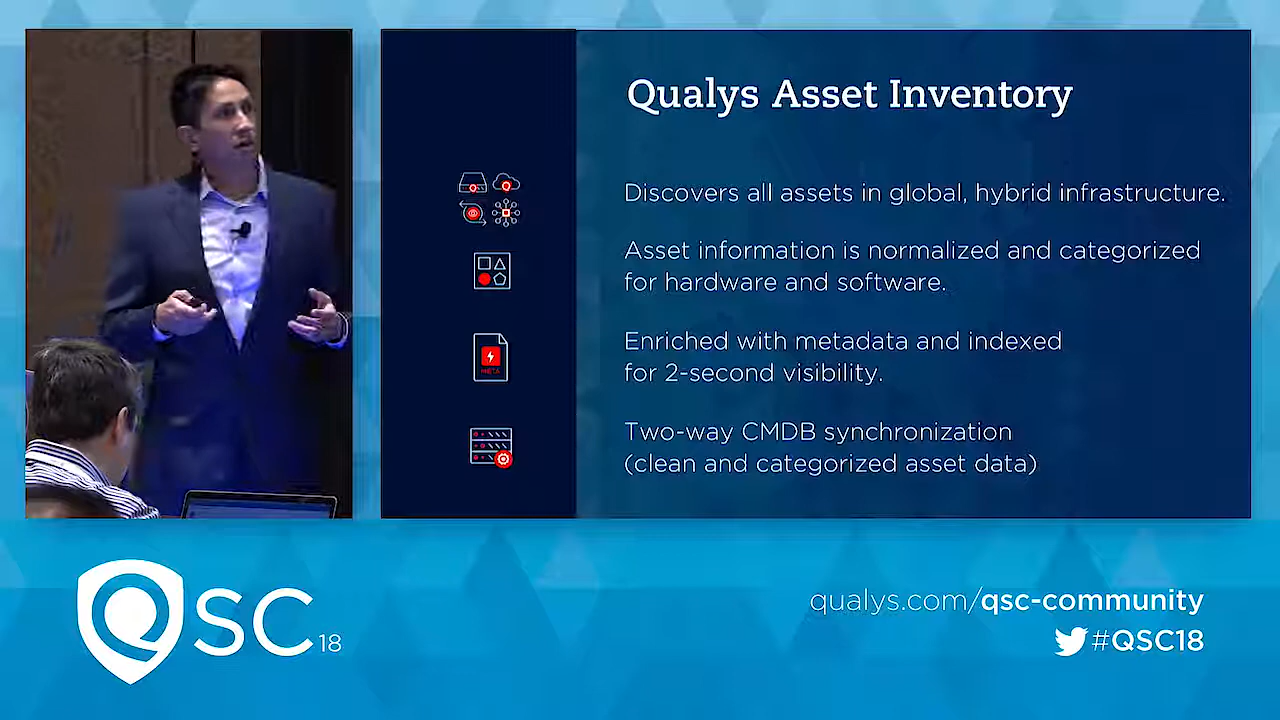 Qualys Asset Inventory
Discovers all assets in global, hybrid infrastructure.
Asset information is normalized and categorized
for hardware and software.
META
Enriched with metadata and indexed
for 2-second visibility.
Two-way CMDB synchronization
(clean and categorized asset data)
QSC18
qualys.com/qsc-community
#QSC18